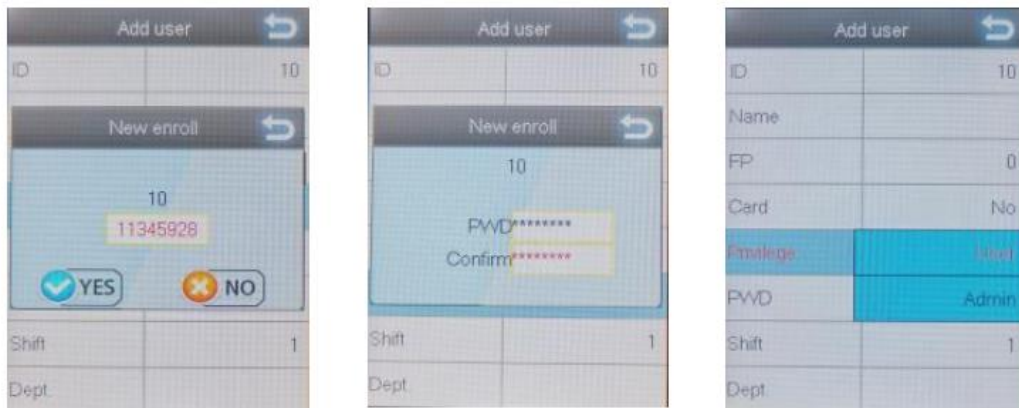 Add user
ID 10
New enroll
10
11345928
YES NO
Shift 1
Dept.
Add user
ID 10
New enroll
10
PWD ********
Confirm ********
Shift 1
Dept.
Add user
ID 10
Name
FP 0
Card No
Privilege User
PWD Admin
Shift 1
Dept.